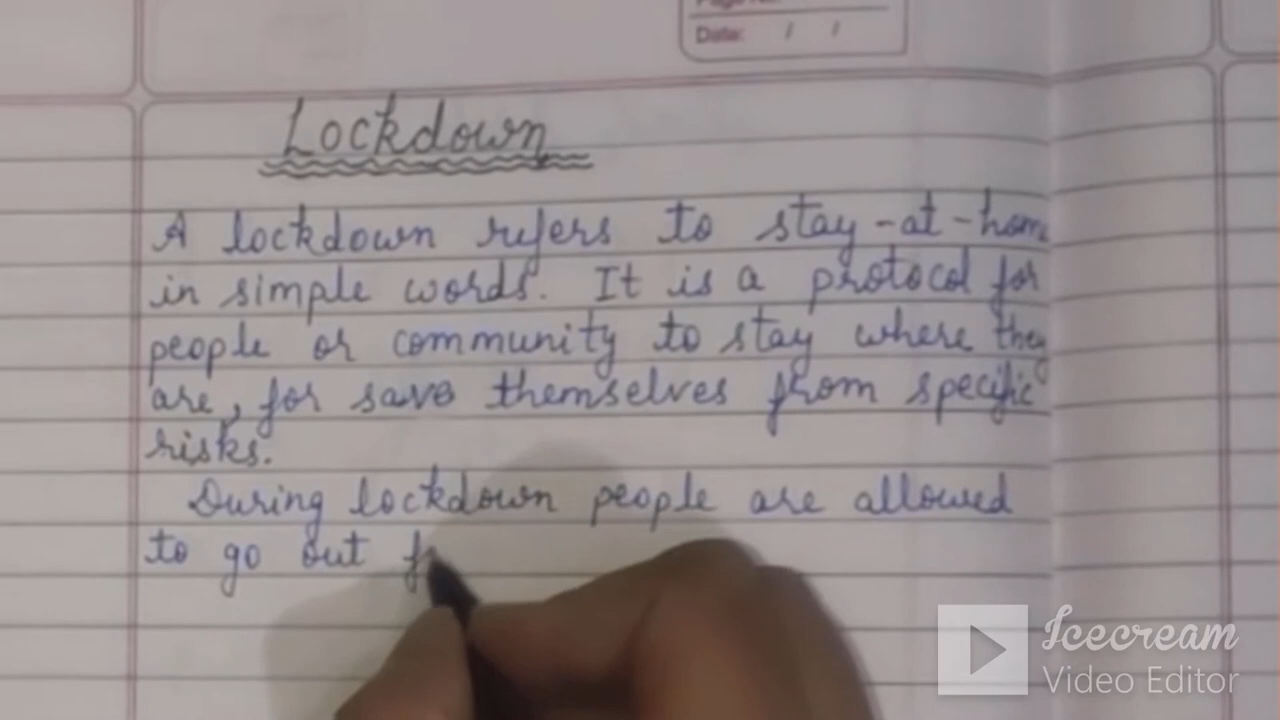 Date: / /
Lockdown
A lockdown refers to stay-at-home
in simple words. It is a protocol for
people or community to stay where they
are, for save themselves from specific
risks.
During lockdown people are allowed
to go out f
Icecream
Video Editor